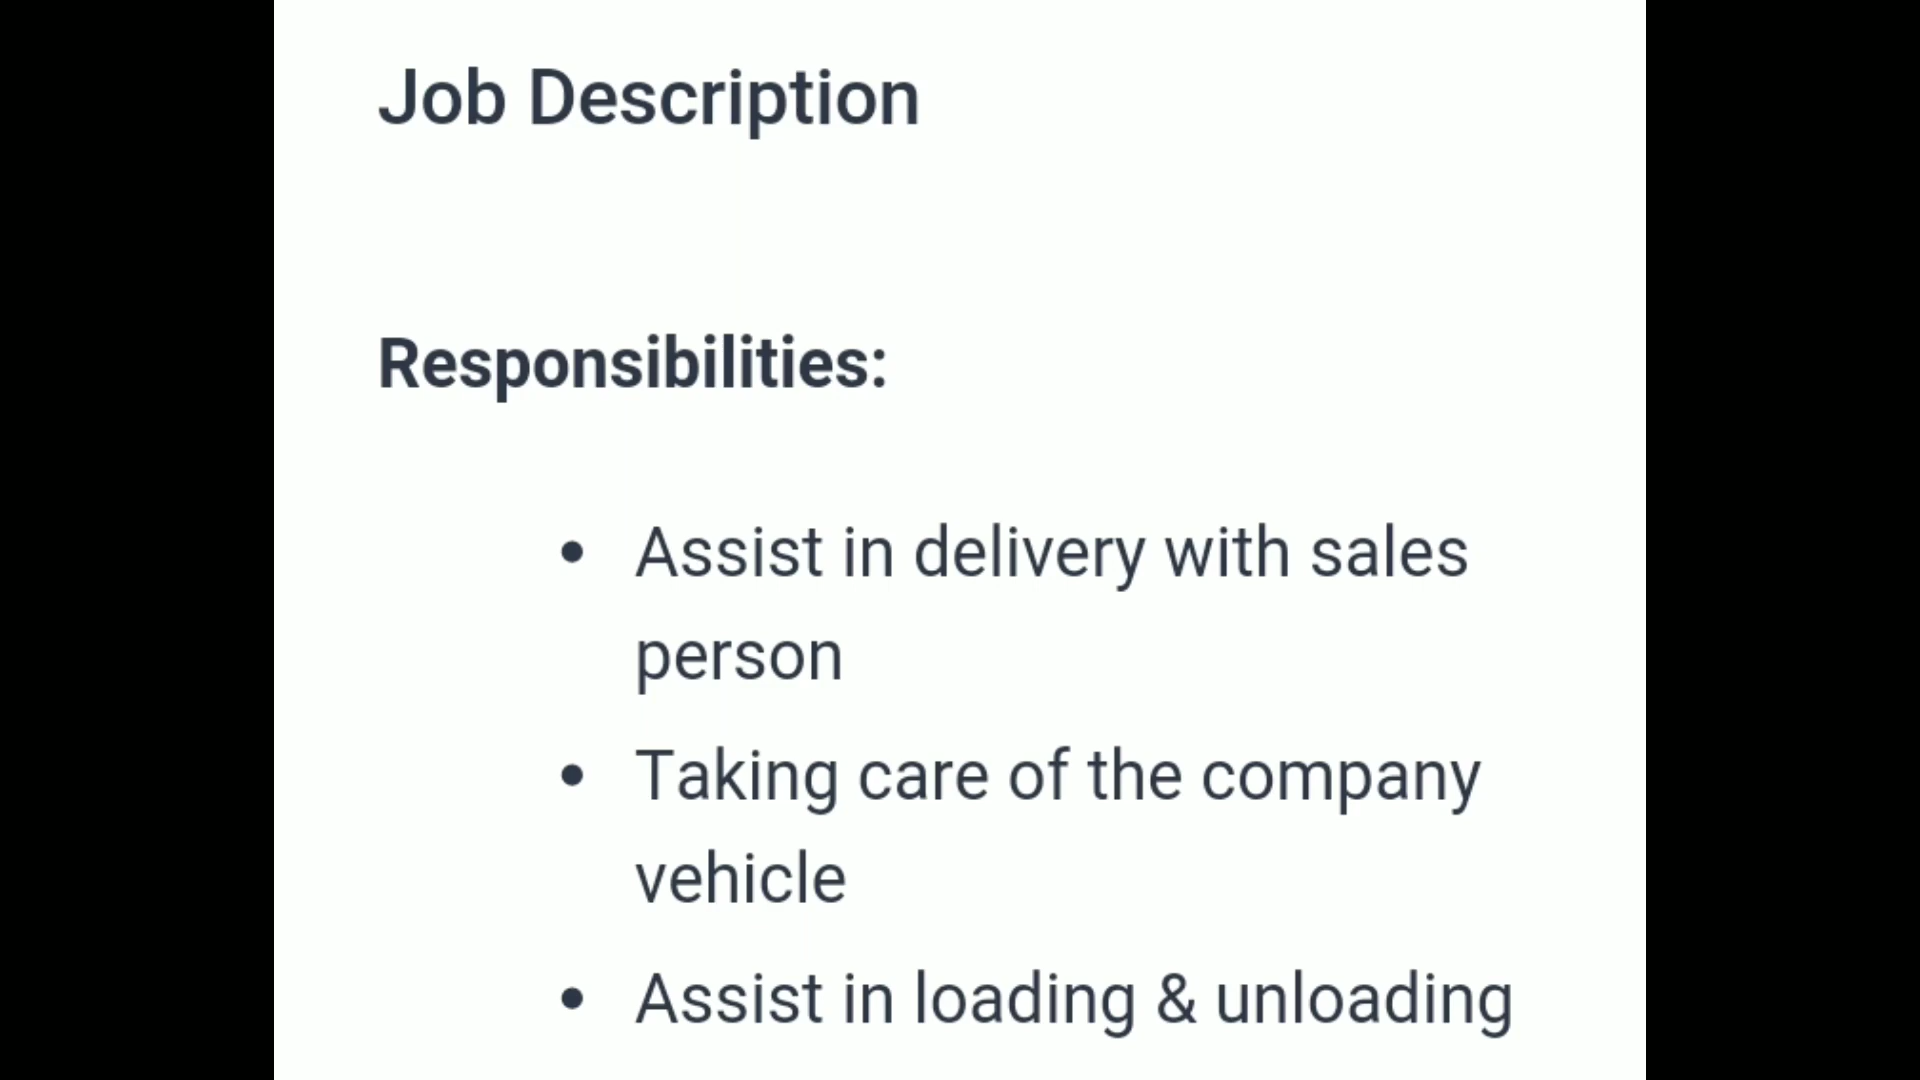 Job Description
Responsibilities:
• Assist in delivery with sales
person
• Taking care of the company
vehicle
• Assist in loading & unloading